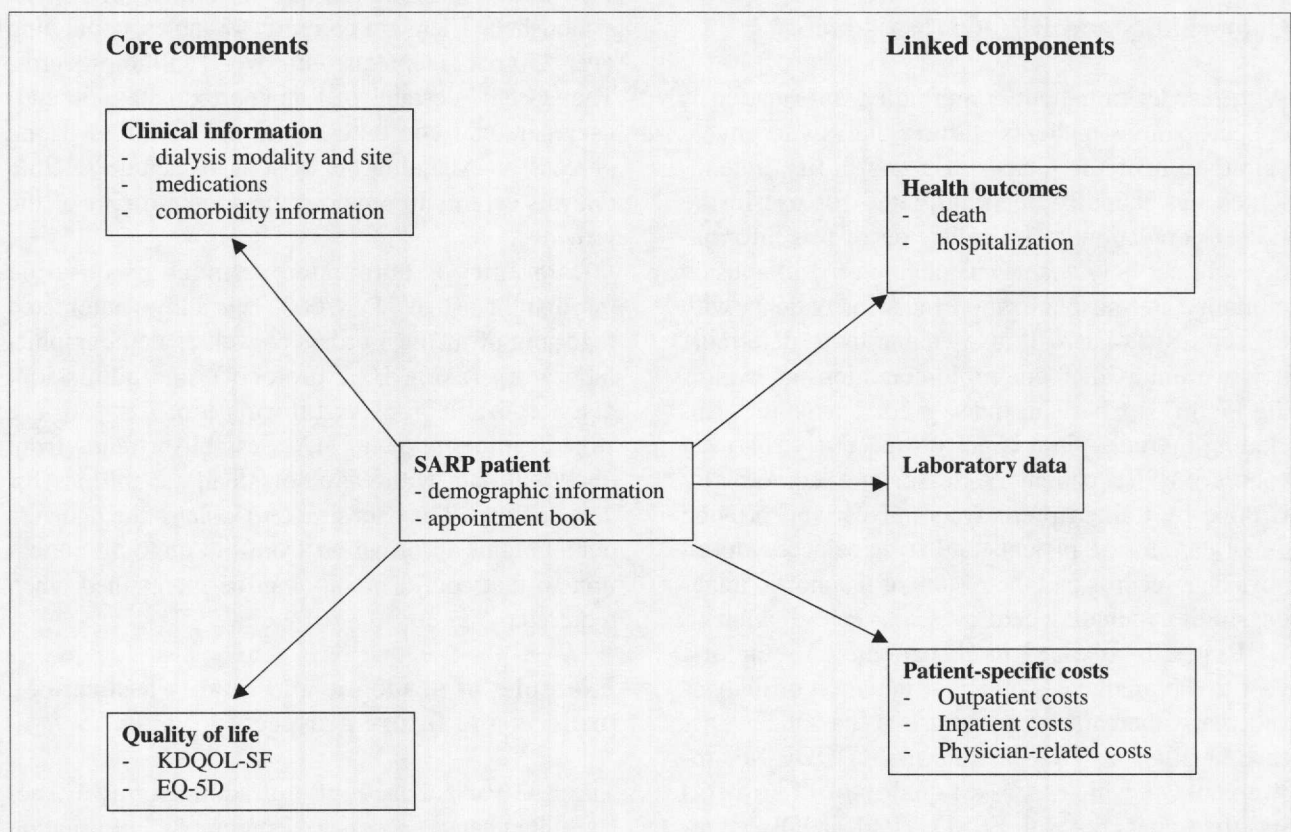 Core components
Linked components
Clinical information
- dialysis modality and site
- medications
- comorbidity information
Health outcomes
- death
- hospitalization
SARP patient
- demographic information
- appointment book
Laboratory data
Quality of life
- KDQOL-SF
- EQ-5D
Patient-specific costs
- Outpatient costs
- Inpatient costs
- Physician-related costs